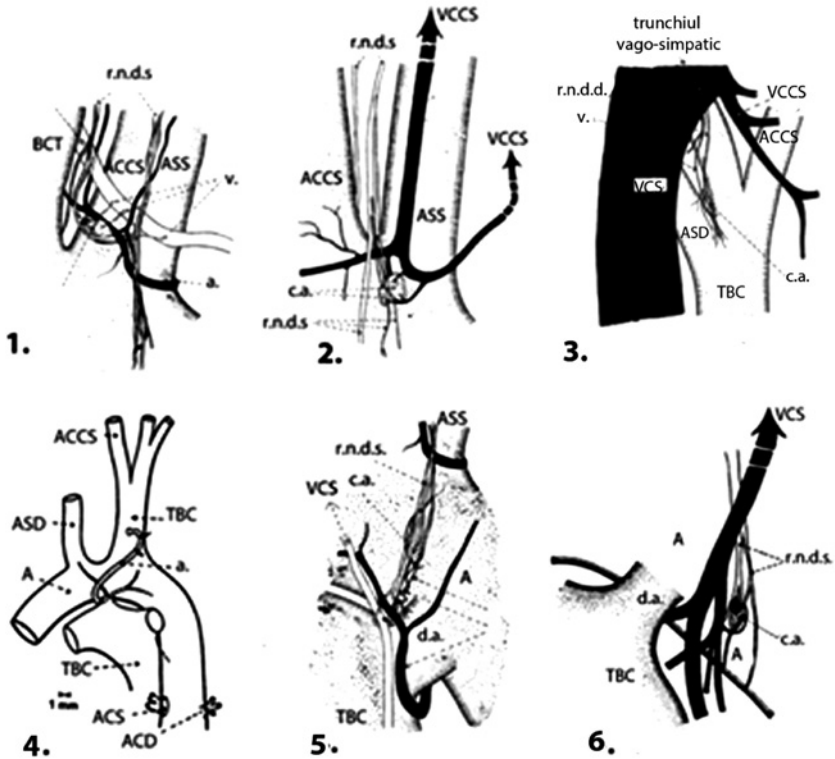 r.n.d.s
BCT
ACCS
ASS
v.
a.
1.
VCCS
r.n.d.s
VCCS
ACCS
ASS
c.a.
r.n.d.s
2.
trunchiul
vago-simpatic
r.n.d.d.
VCCS
v.
ACCS
VCS
ASD
c.a.
TBC
3.
ACCS
ASD
TBC
A
a.
TBC
1 mm
ACS
ACD
4.
ASS
r.n.d.s.
c.a.
VCS
A
d.a.
TBC
5.
VCS
A
r.n.d.s.
d.a.
c.a.
A
TBC
6.